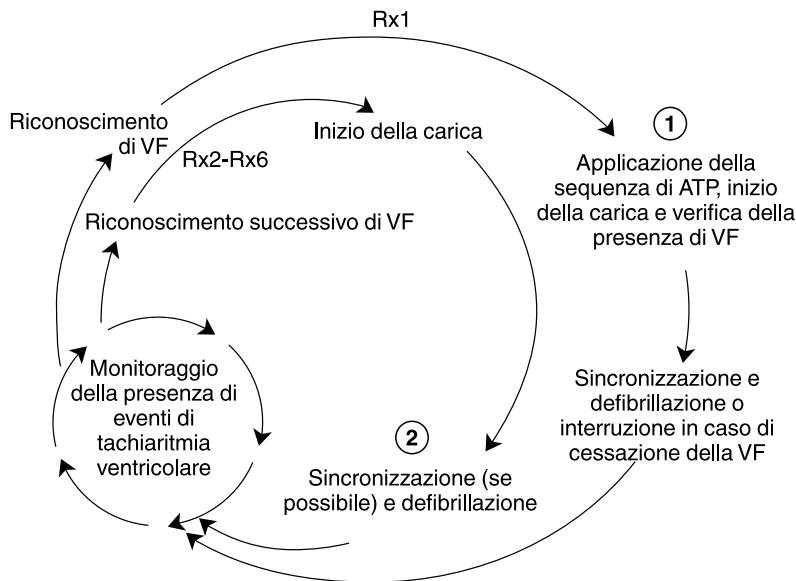 Rx1
Riconoscimento
di VF
Inizio della carica
1
Rx2-Rx6
Applicazione della
sequenza di ATP, inizio
della carica e verifica della
presenza di VF
Riconoscimento successivo di VF
Monitoraggio
della presenza di
eventi di
tachiaritmia
ventricolare
Sincronizzazione e
defibrillazione o
interruzione in caso di
cessazione della VF
2
Sincronizzazione (se
possibile) e defibrillazione